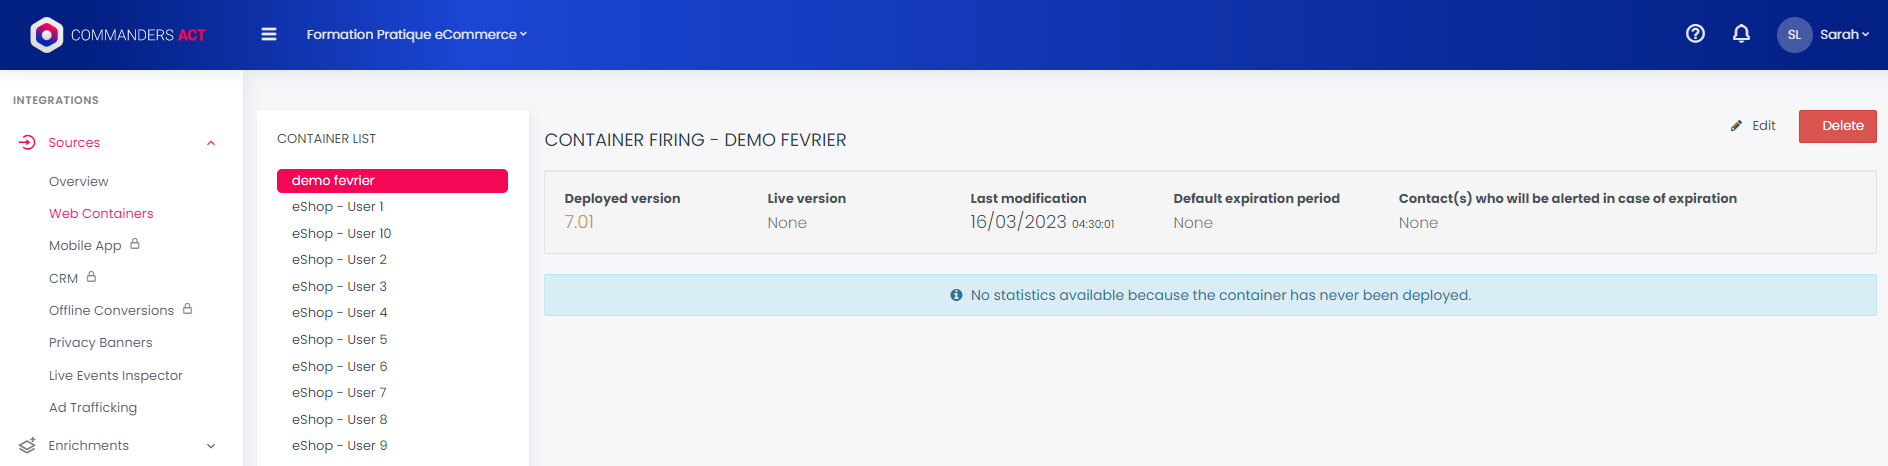 COMMANDERS ACT
Formation Pratique eCommerce
SL
Sarah
INTEGRATIONS
Sources
Overview
Web Containers
Mobile App
CRM
Offline Conversions
Privacy Banners
Live Events Inspector
Ad Trafficking
Enrichments
CONTAINER LIST
demo fevrier
eShop - User 1
eShop - User 10
eShop - User 2
eShop - User 3
eShop - User 4
eShop - User 5
eShop - User 6
eShop - User 7
eShop - User 8
eShop - User 9
Edit
Delete
CONTAINER FIRING - DEMO FEVRIER
Deployed version
7.01
Live version
None
Last modification
16/03/2023 04:30:01
Default expiration period
None
Contact(s) who will be alerted in case of expiration
None
No statistics available because the container has never been deployed.